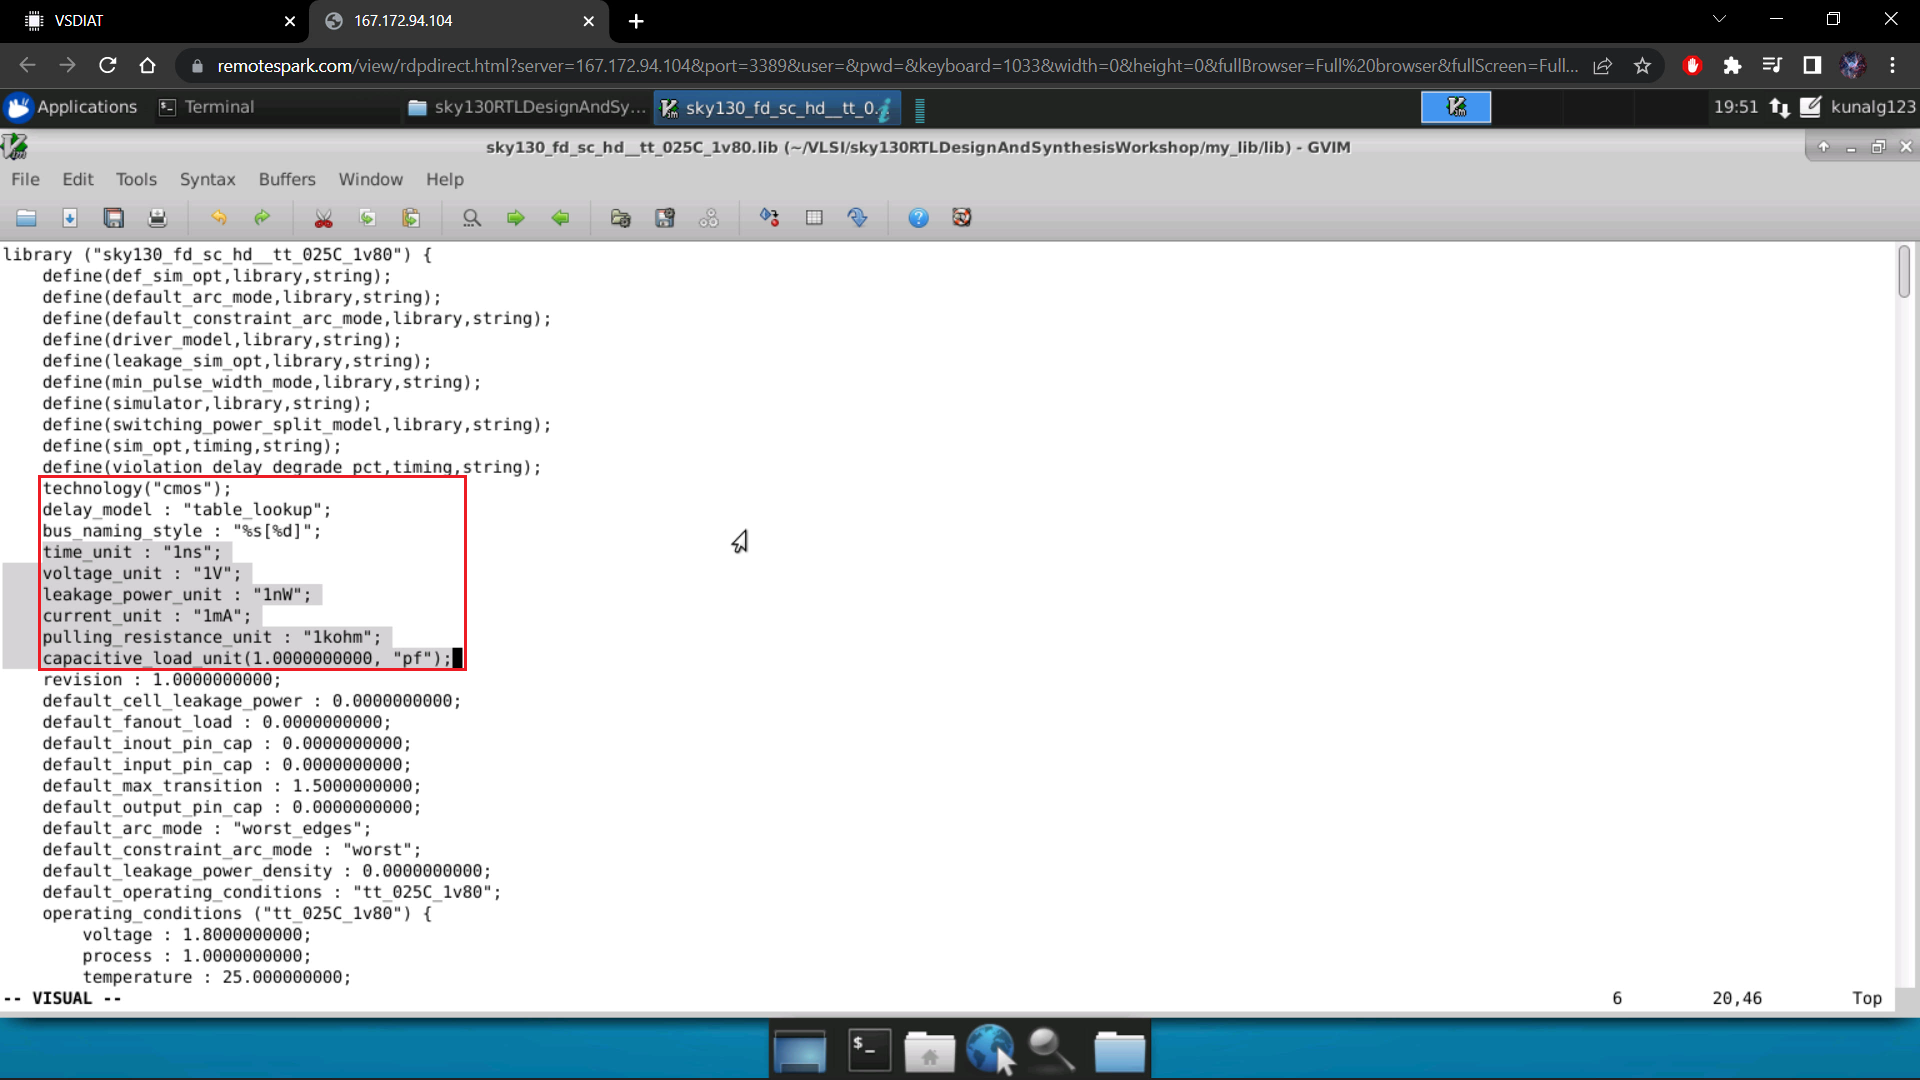 VSDIAT
167.172.94.104
remotespark.com/view/rdpdirect.html?server=167.172.94.104&port=3389&user=&pwd=&keyboard=1033&width=0&height=0&fullBrowser=Full%20browser&fullScreen=Full...
Applications
Terminal
sky130RTLDesignAndSy...
sky130_fd_sc_hd__tt_0.
19:51
kunalg123
sky130_fd_sc_hd__tt_025C_1v80.lib (~/VLSI/sky130RTLDesignAndSynthesisWorkshop/my_lib/lib) - GVIM
File Edit Tools Syntax Buffers Window Help
library ("sky130_fd_sc_hd__tt_025C_1v80") {
define(def_sim_opt,library,string);
define(default_arc_mode,library,string);
define(default_constraint_arc_mode,library,string);
define(driver_model,library,string);
define(leakage_sim_opt,library,string);
define(min_pulse_width_mode,library,string);
define(simulator,library,string);
define(switching_power_split_model,library,string);
define(sim_opt,timing,string);
define(violation_delay_degrade_pct,timing,string);
technology("cmos");
delay_model : "table_lookup";
bus_naming_style : "%s[%d]";
time_unit : "1ns";
voltage_unit : "1V";
leakage_power_unit : "1nW";
current_unit : "1mA";
pulling_resistance_unit : "1kohm";
capacitive_load_unit(1.0000000000, "pf");
revision : 1.0000000000;
default_cell_leakage_power : 0.0000000000;
default_fanout_load : 0.0000000000;
default_inout_pin_cap : 0.0000000000;
default_input_pin_cap : 0.0000000000;
default_max_transition : 1.5000000000;
default_output_pin_cap : 0.0000000000;
default_arc_mode : "worst_edges";
default_constraint_arc_mode : "worst";
default_leakage_power_density : 0.0000000000;
default_operating_conditions : "tt_025C_1v80";
operating_conditions ("tt_025C_1v80") {
voltage : 1.8000000000;
process : 1.0000000000;
temperature : 25.000000000;
-- VISUAL -- 6 20,46 Top
$_